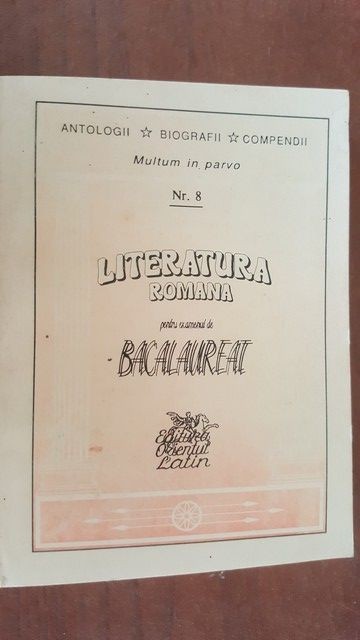 ANTOLOGII ☆ BIOGRAFII ☆ COMPENDII
Multum in parvo
Nr. 8
LITERATURA
ROMANA
pentru examenul de
BACALAUREAT
Editura
Orientul
Latin